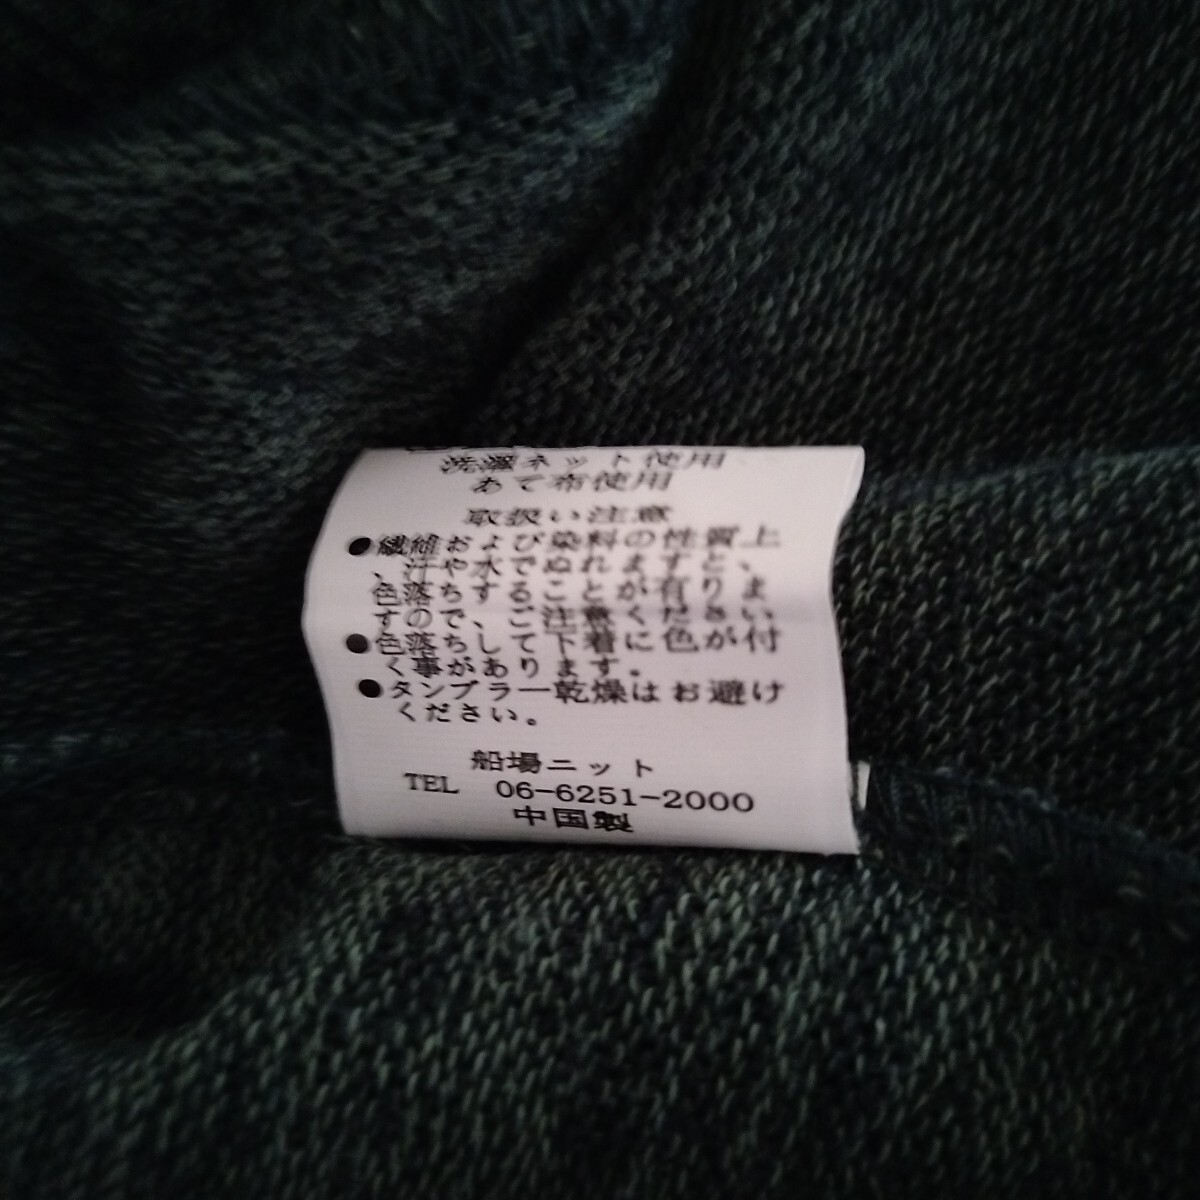 洗濯ネット使用
あて布使用
取扱い注意
●繊維および染料の性質上
、汗や水でぬれますと、
色落ちすることが有りま
すので、ご注意ください
●色落ちして下着に色が付
く事があります。
●タンブラー乾燥はお避け
ください。
船場ニット
TEL 06-6251-2000
中国製